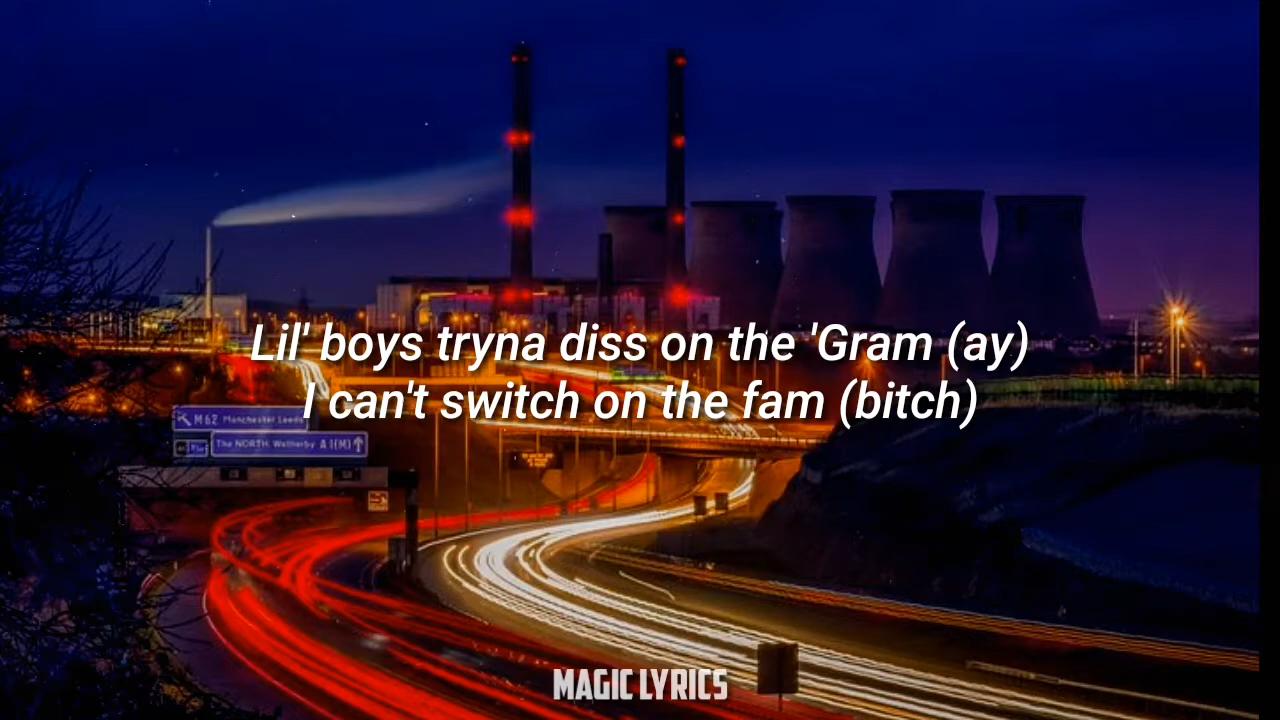 Lil' boys tryna diss on the 'Gram (ay)
I can't switch on the fam (bitch)
M62 Manchester Leeds
The NORTH, Wetherby A1(M)
MAGIC LYRICS